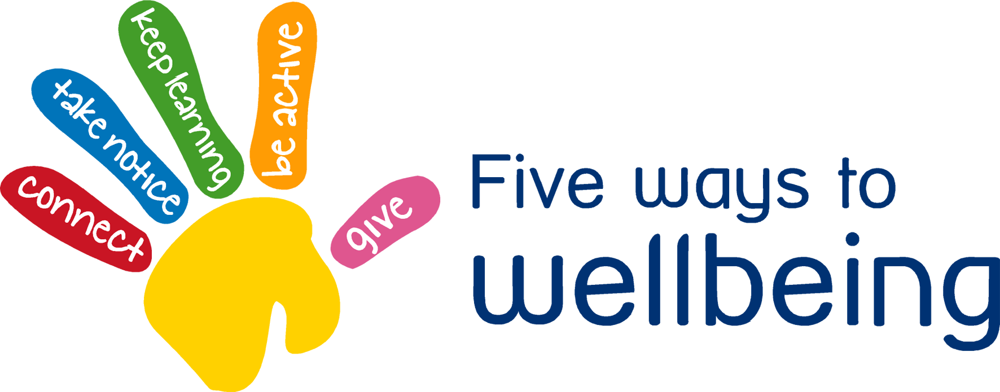 connect
take notice
keep learning
be active
give
Five ways to
wellbeing